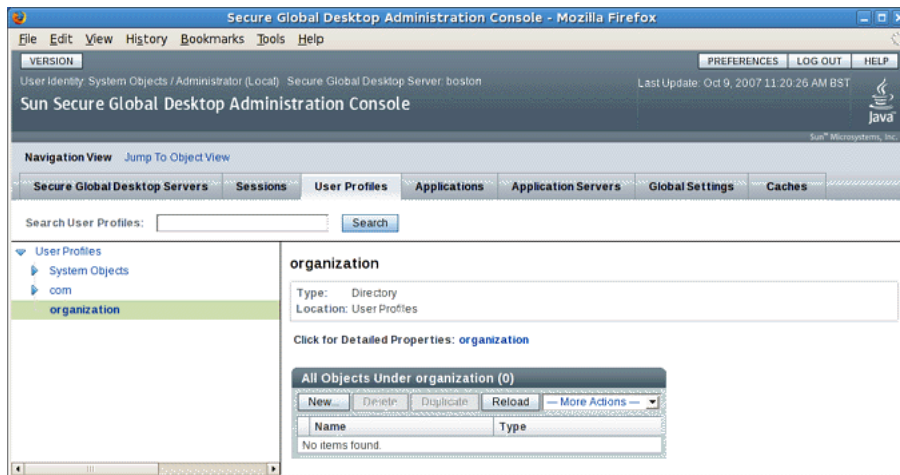 Secure Global Desktop Administration Console - Mozilla Firefox
File Edit View History Bookmarks Tools Help
VERSION PREFERENCES LOG OUT HELP
User Identity: System Objects / Administrator (Local) Secure Global Desktop Server: boston Last Update: Oct 9, 2007 11:20:26 AM BST
Sun Secure Global Desktop Administration Console
Java
Sun™ Microsystems, Inc.
Navigation View Jump To Object View
Secure Global Desktop Servers Sessions User Profiles Applications Application Servers Global Settings Caches
Search User Profiles: Search
User Profiles
System Objects
com
organization
organization
Type: Directory
Location: User Profiles
Click for Detailed Properties: organization
All Objects Under organization (0)
New... Delete Duplicate Reload — More Actions —
Name Type
No items found.